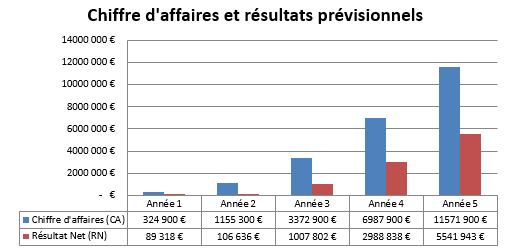 Chiffre d'affaires et résultats prévisionnels
14000 000 €
12000 000 €
10000 000 €
8000 000 €
6000 000 €
4000 000 €
2000 000 €
- €
Année 1 Année 2 Année 3 Année 4 Année 5
Chiffre d'affaires (CA) 324 900 € 1155 300 € 3372 900 € 6987 900 € 11571 900 €
Résultat Net (RN) 89 318 € 106 636 € 1007 802 € 2988 838 € 5541 943 €